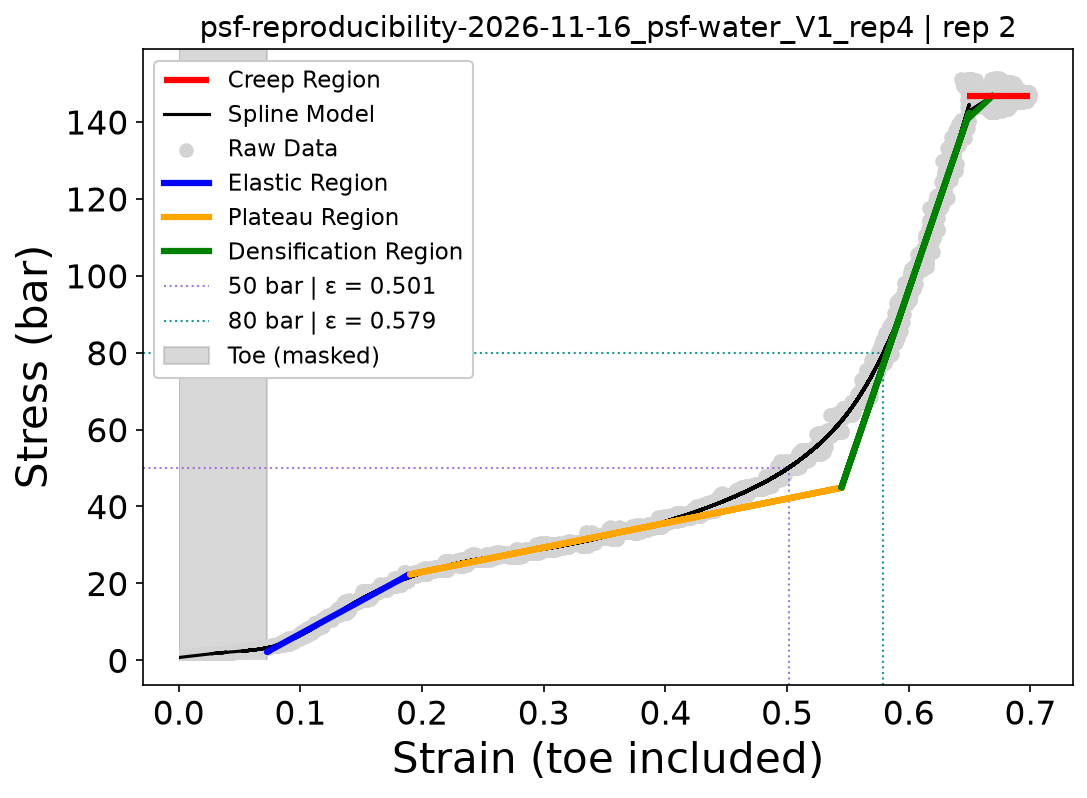 psf-reproducibility-2026-11-16_psf-water_V1_rep4 | rep 2
Creep Region
Spline Model
Raw Data
Elastic Region
Plateau Region
Densification Region
50 bar | ε = 0.501
80 bar | ε = 0.579
Toe (masked)
Stress (bar)
140
120
100
80
60
40
20
0
0.0 0.1 0.2 0.3 0.4 0.5 0.6 0.7
Strain (toe included)